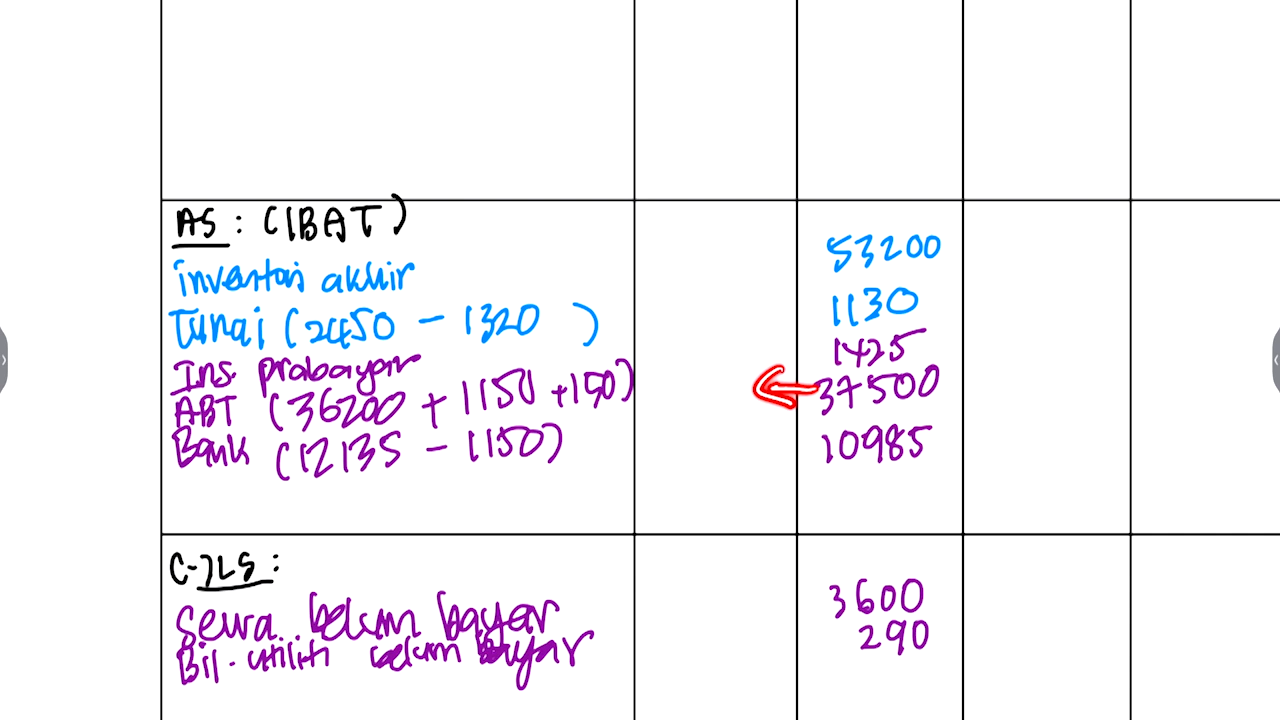 AS : (IBAT)
inventori akhir 53200
Tunai (2450 - 1320 ) 1130
Ins. prabayar 1425
ABT (36200 + 1150 +150) 37500
Bank (12135 - 1150) 10985
LS :
Sewa belum bayar 3600
Bil. utiliti belum bayar 290